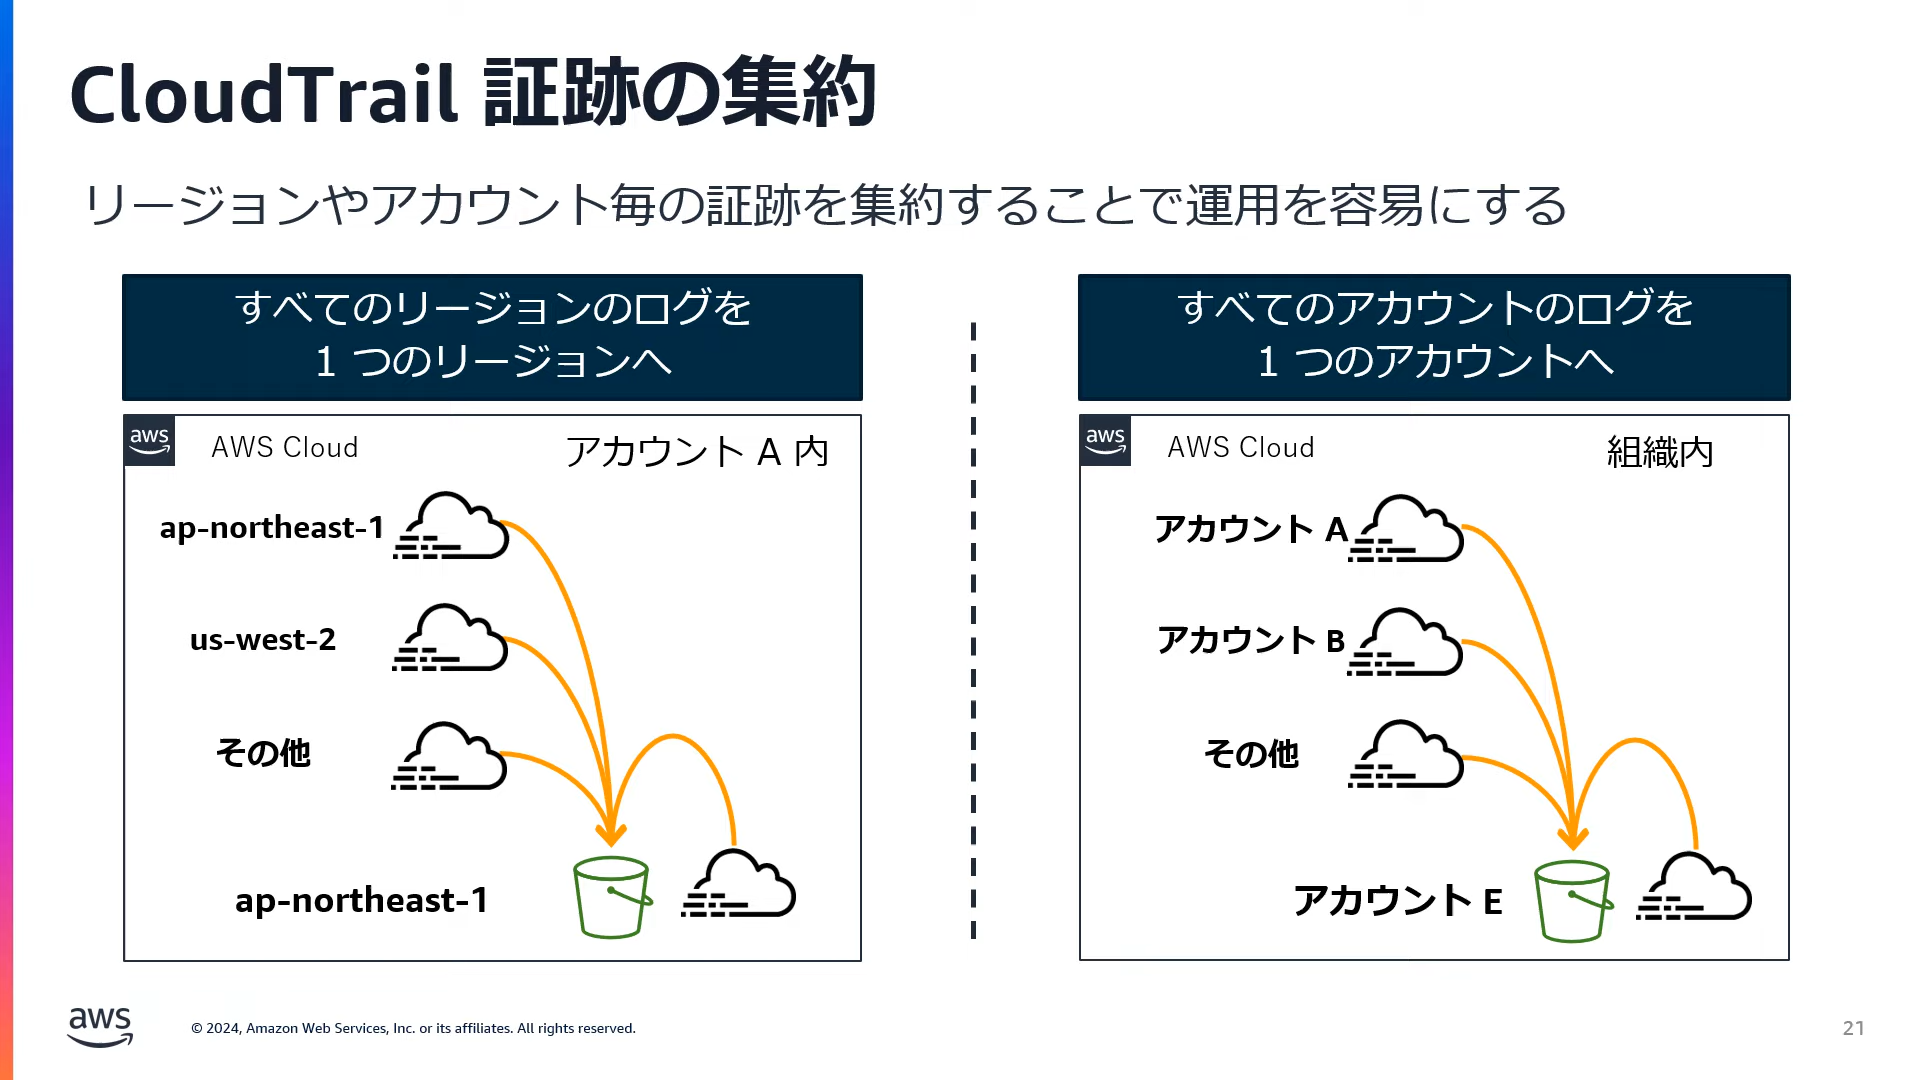 CloudTrail 証跡の集約
リージョンやアカウント毎の証跡を集約することで運用を容易にする
すべてのリージョンのログを
1 つのリージョンへ
aws
AWS Cloud
アカウント A 内
ap-northeast-1
us-west-2
その他
ap-northeast-1
すべてのアカウントのログを
1 つのアカウントへ
aws
AWS Cloud
組織内
アカウント A
アカウント B
その他
アカウント E
aws
© 2024, Amazon Web Services, Inc. or its affiliates. All rights reserved.
21